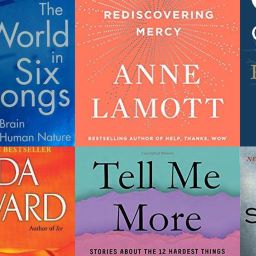 The
World
in
Six
ongs
Brain
Human Nature
REDISCOVERING
MERCY
ANNE
LAMOTT
BESTSELLING AUTHOR OF HELP, THANKS, WOW
BESTSELLER
DA
WARD
Author of
Tell Me
More
STORIES ABOUT THE 12 HARDEST THINGS
S